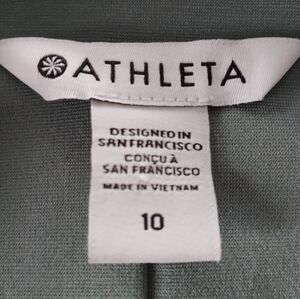 ATHLETA
DESIGNED IN
SAN FRANCISCO
CONÇU À
SAN FRANCISCO
MADE IN VIETNAM
10